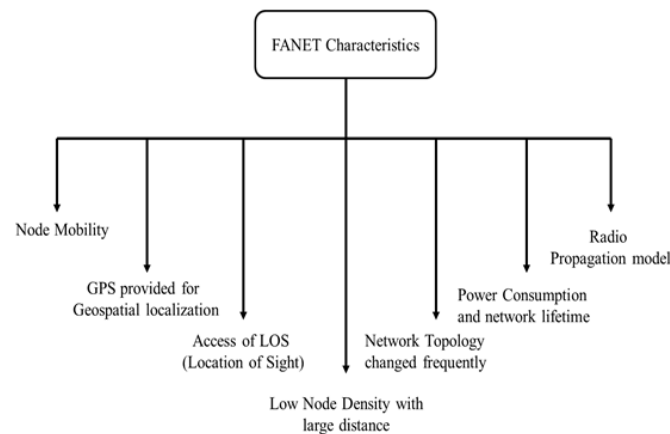 FANET Characteristics
Node Mobility
GPS provided for
Geospatial localization
Access of LOS
(Location of Sight)
Low Node Density with
large distance
Network Topology
changed frequently
Power Consumption
and network lifetime
Radio
Propagation model